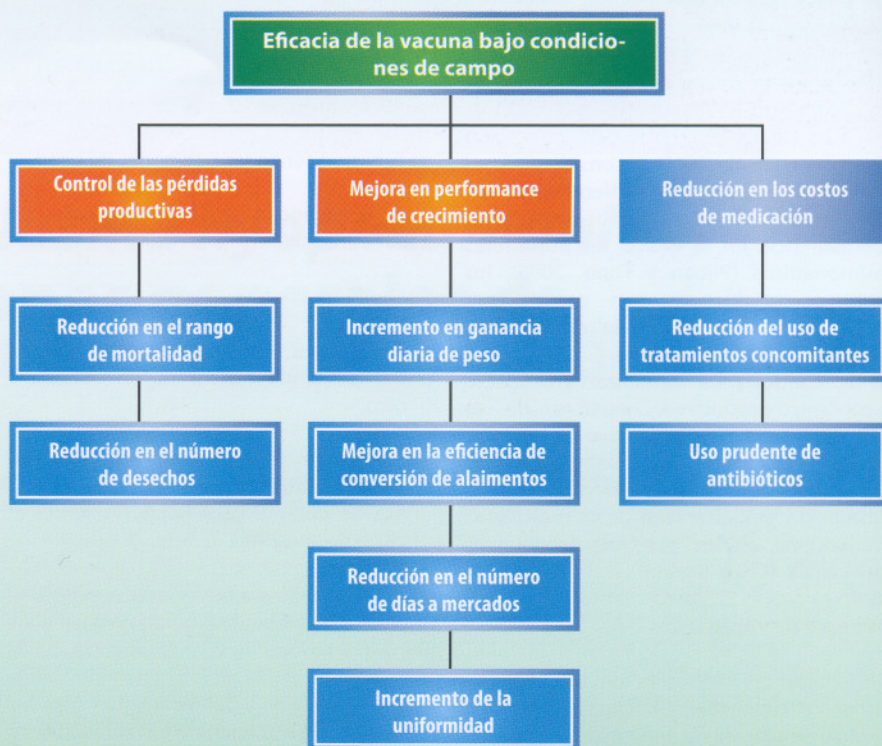 Eficacia de la vacuna bajo condicio-
nes de campo
Control de las pérdidas
productivas
Mejora en performance
de crecimiento
Reducción en los costos
de medicación
Reducción en el rango
de mortalidad
Incremento en ganancia
diaria de peso
Reducción del uso de
tratamientos concomitantes
Reducción en el número
de desechos
Mejora en la eficiencia de
conversión de alaimentos
Uso prudente de
antibióticos
Reducción en el número
de días a mercados
Incremento de la
uniformidad